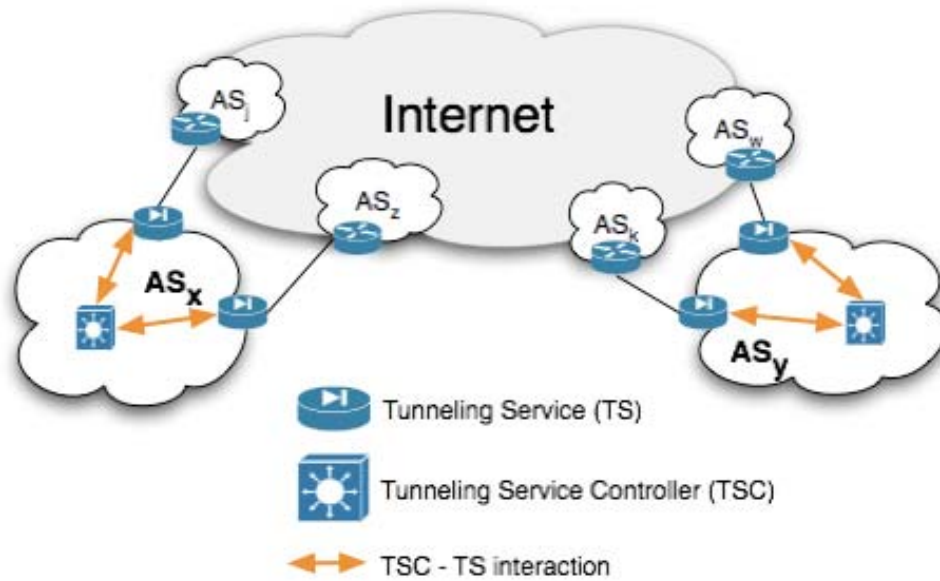 Internet
AS_j
AS_w
AS_z
AS_k
AS_x
AS_y
Tunneling Service (TS)
Tunneling Service Controller (TSC)
TSC - TS interaction